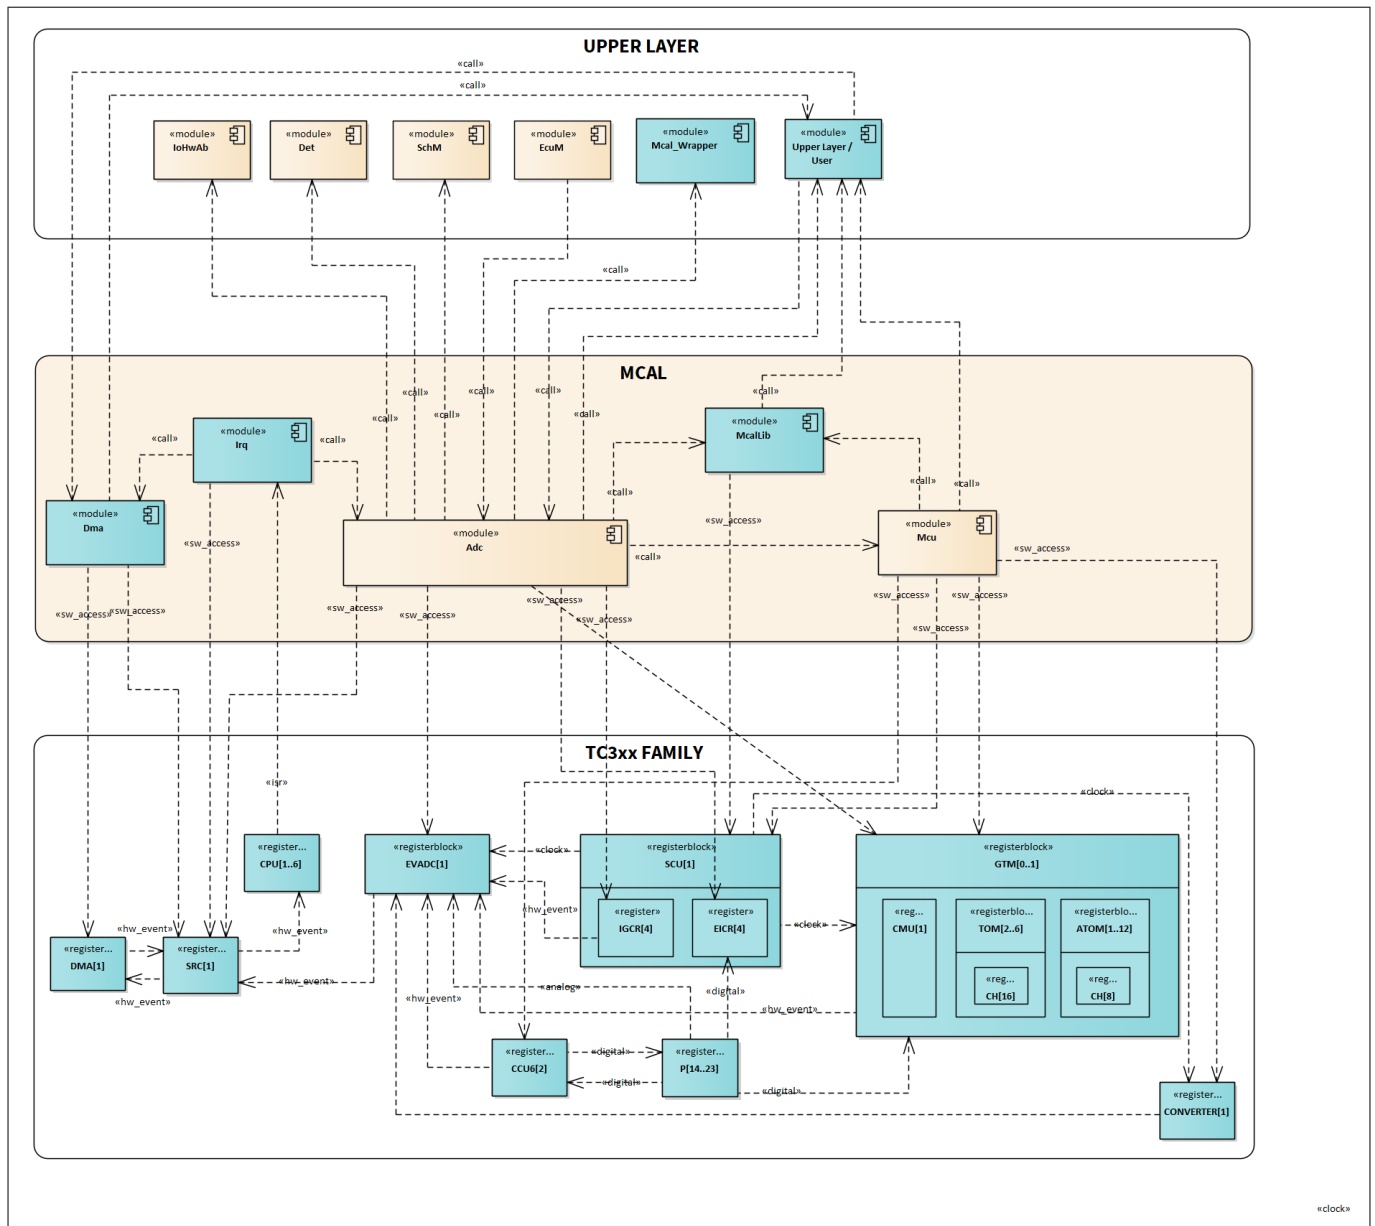 UPPER LAYER
«call»
«call»
«module»
IoHwAb
«module»
Det
«module»
SchM
«module»
EcuM
«module»
Mcal_Wrapper
«module»
Upper Layer /
User
«call»
MCAL
«call»
«call»
«call»
«call»
«call»
«call»
«call»
«module»
Irq
«call»
«call»
«module»
McalLib
«call»
«call»
«call»
«module»
Dma
«module»
Adc
«call»
«module»
Mcu
«sw_access»
«sw_access»
«sw_access»
«sw_access»
«sw_access»
«sw_access»
«sw_access»
«sw_access»
«sw_access»
«sw_access»
«sw_access»
«sw_access»
TC3xx FAMILY
«isr»
«clock»
«register...
CPU[1..6]
«registerblock»
EVADC[1]
«clock»
«registerblock»
SCU[1]
«registerblock»
GTM[0..1]
«hw_event»
«register»
IGCR[4]
«register»
EICR[4]
«clock»
«reg...
CMU[1]
«registerblo...
TOM[2..6]
«registerblo...
ATOM[1..12]
«hw_event»
«hw_event»
«register...
DMA[1]
«register...
SRC[1]
«reg...
CH[16]
«reg...
CH[8]
«hw_event»
«hw_event»
«hw_event»
«analog»
«digital»
«hw_event»
«register...
CCU6[2]
«digital»
«digital»
«register...
P[14..23]
«digital»
«register...
CONVERTER[1]
«clock»